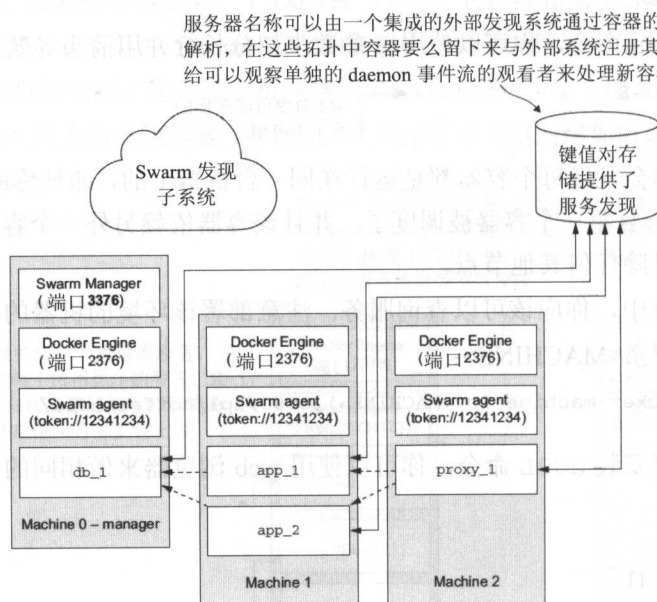 服务器名称可以由一个集成的外部发现系统通过容器的
解析，在这些拓扑中容器要么留下来与外部系统注册其
给可以观察单独的 daemon 事件流的观看者来处理新容
Swarm 发现
子系统
键值对存
储提供了
服务发现
Swarm Manager
(端口3376)
Docker Engine
(端口2376)
Swarm agent
(token://12341234)
db_1
Machine 0 – manager
Docker Engine
(端口2376)
Swarm agent
(token://12341234)
app_1
app_2
Machine 1
Docker Engine
(端口2376)
Swarm agent
(token://12341234)
proxy_1
Machine 2